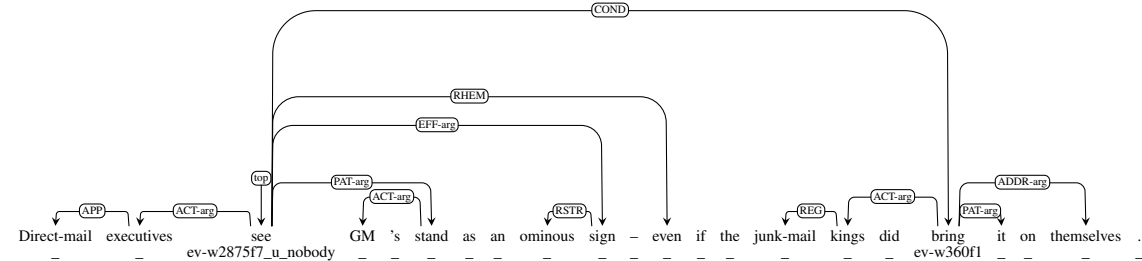 COND
RHEM
EFF-arg
top PAT-arg
ACT-arg ACT-arg ADDR-arg
APP ACT-arg RSTR REG PAT-arg
Direct-mail executives see GM 's stand as an ominous sign – even if the junk-mail kings did bring it on themselves .
_ _ ev-w2875f7_u_nobody _ _ _ _ _ _ _ _ _ _ _ _ _ _ ev-w360f1 _ _ _ _